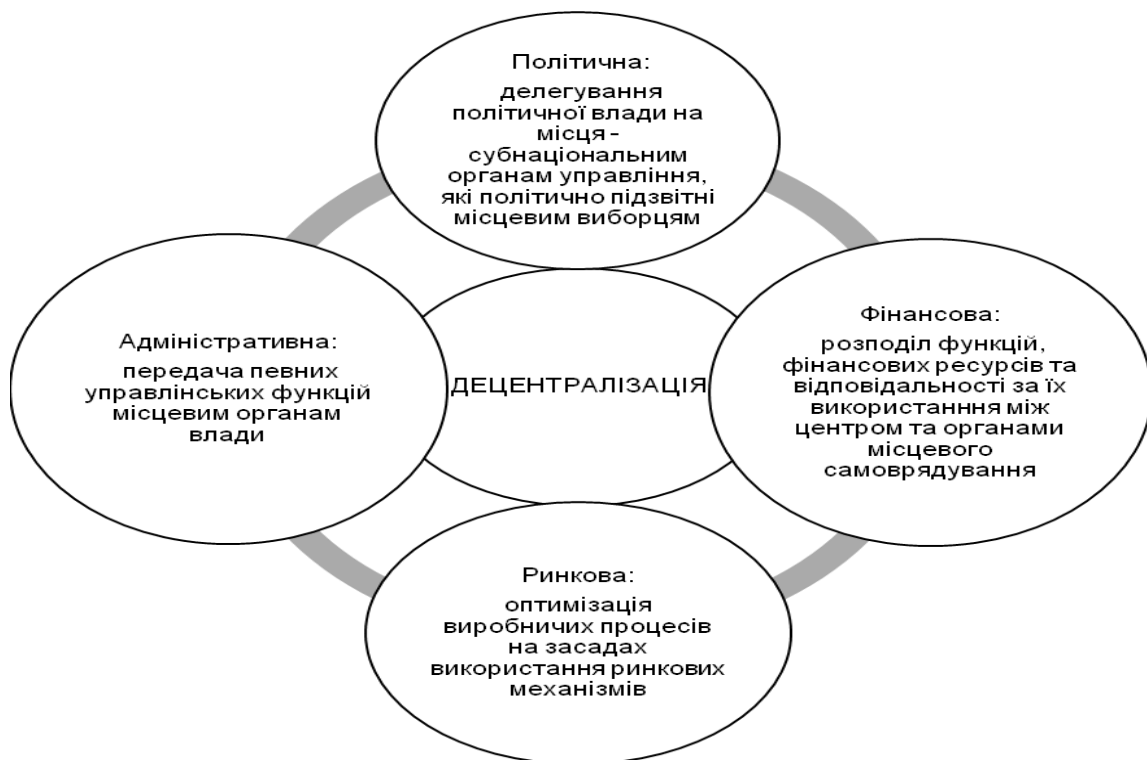 Політична:
делегування
політичної влади на
місця -
субнаціональним
органам управління,
які політично підзвітні
місцевим виборцям
Адміністративна:
передача певних
управлінських функцій
місцевим органам
влади
ДЕЦЕНТРАЛІЗАЦІЯ
Фінансова:
розподіл функцій,
фінансових ресурсів та
відповідальності за їх
використанння між
центром та органами
місцевого
самоврядування
Ринкова:
оптимізація
виробничих процесів
на засадах
використання ринкових
механізмів